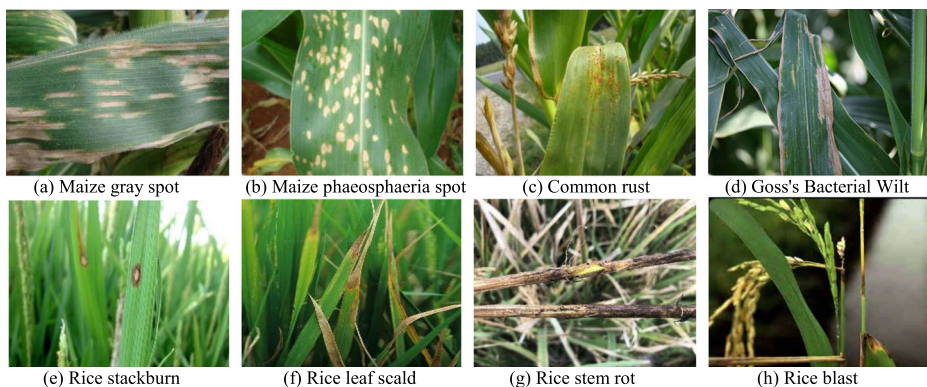 (a) Maize gray spot
(b) Maize phaeosphaeria spot
(c) Common rust
(d) Goss's Bacterial Wilt
(e) Rice stackburn
(f) Rice leaf scald
(g) Rice stem rot
(h) Rice blast